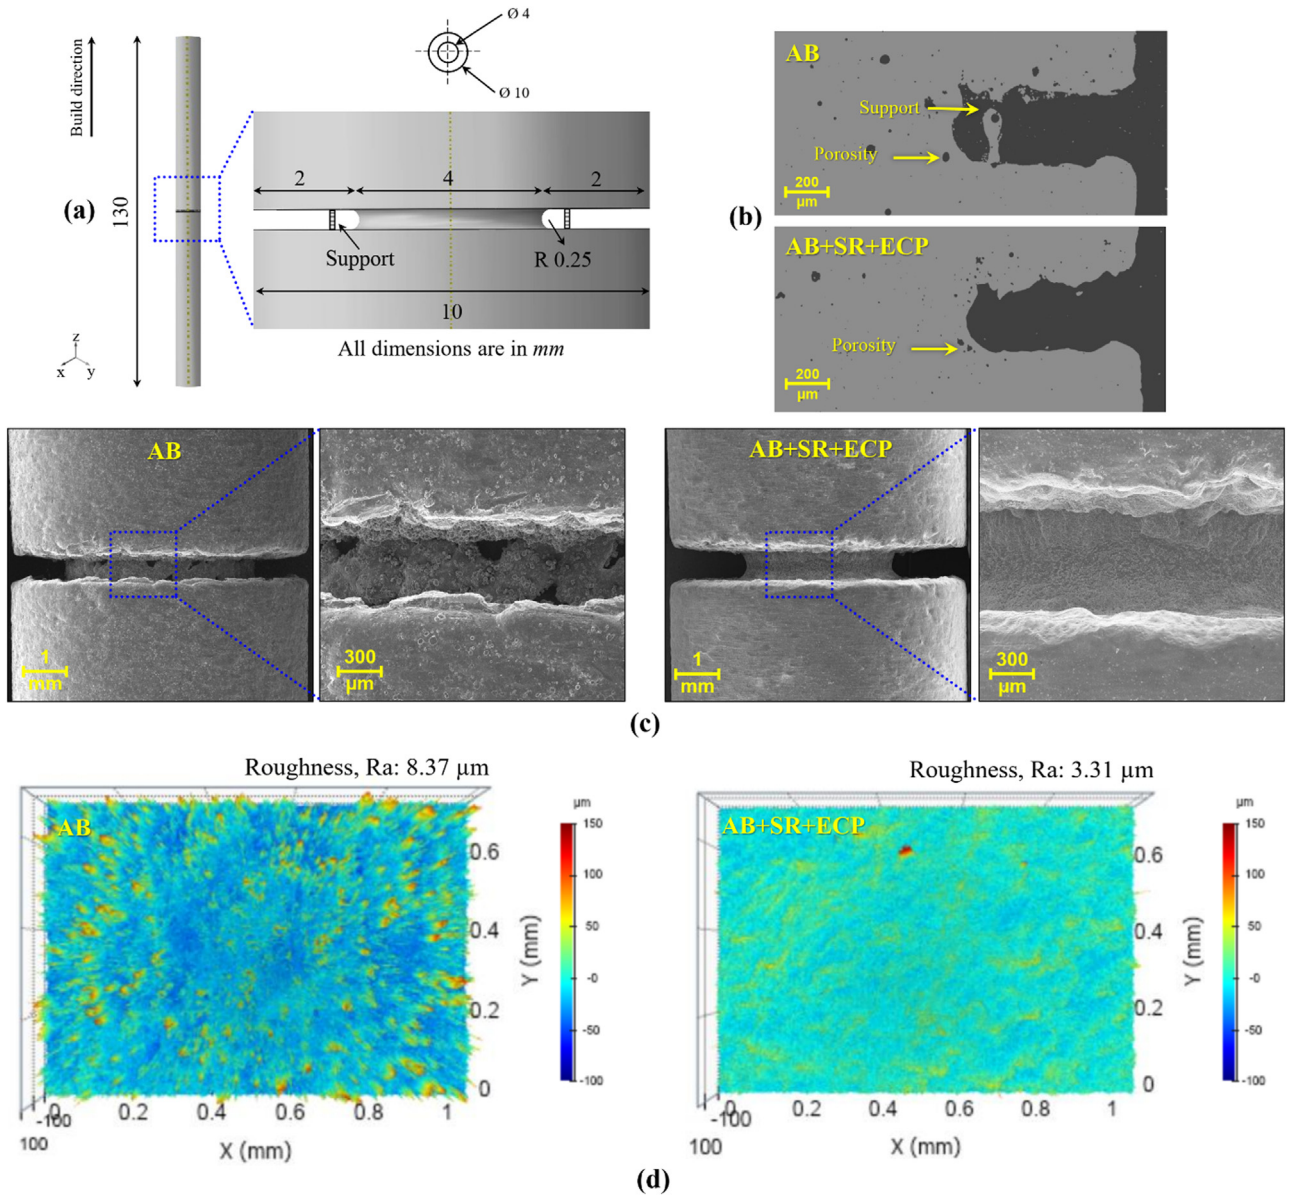 Ø 4
Ø 10
Build direction
130
(a)
2
4
2
Support
R 0.25
10
All dimensions are in mm
z
x
y
AB
Support
Porosity
200
µm
(b)
AB+SR+ECP
Porosity
200
µm
AB
1
mm
300
µm
AB+SR+ECP
1
mm
300
µm
(c)
Roughness, Ra: 8.37 µm
AB
µm
150
100
50
-0
-50
-100
0.6
0.4
0.2
0
Y (mm)
0
0.2
0.4
0.6
0.8
1
-100
100
X (mm)
Roughness, Ra: 3.31 µm
AB+SR+ECP
µm
150
100
50
-0
-50
-100
0.6
0.4
0.2
0
Y (mm)
0
0.2
0.4
0.6
0.8
1
-100
100
X (mm)
(d)